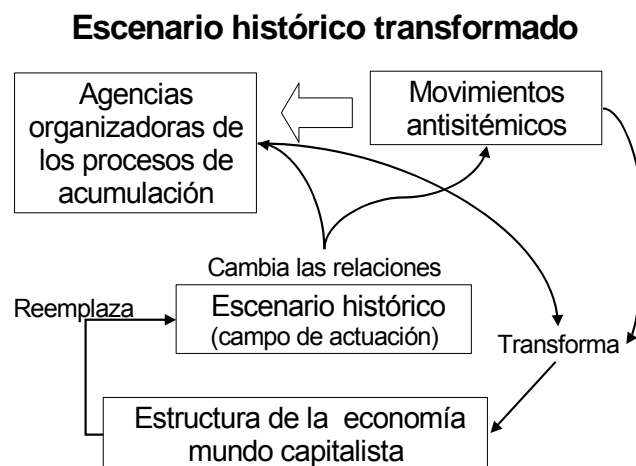 Escenario histórico transformado
Agencias
organizadoras de
los procesos de
acumulación
Movimientos
antisitémicos
Cambia las relaciones
Reemplaza
Escenario histórico
(campo de actuación)
Transforma
Estructura de la economía
mundo capitalista